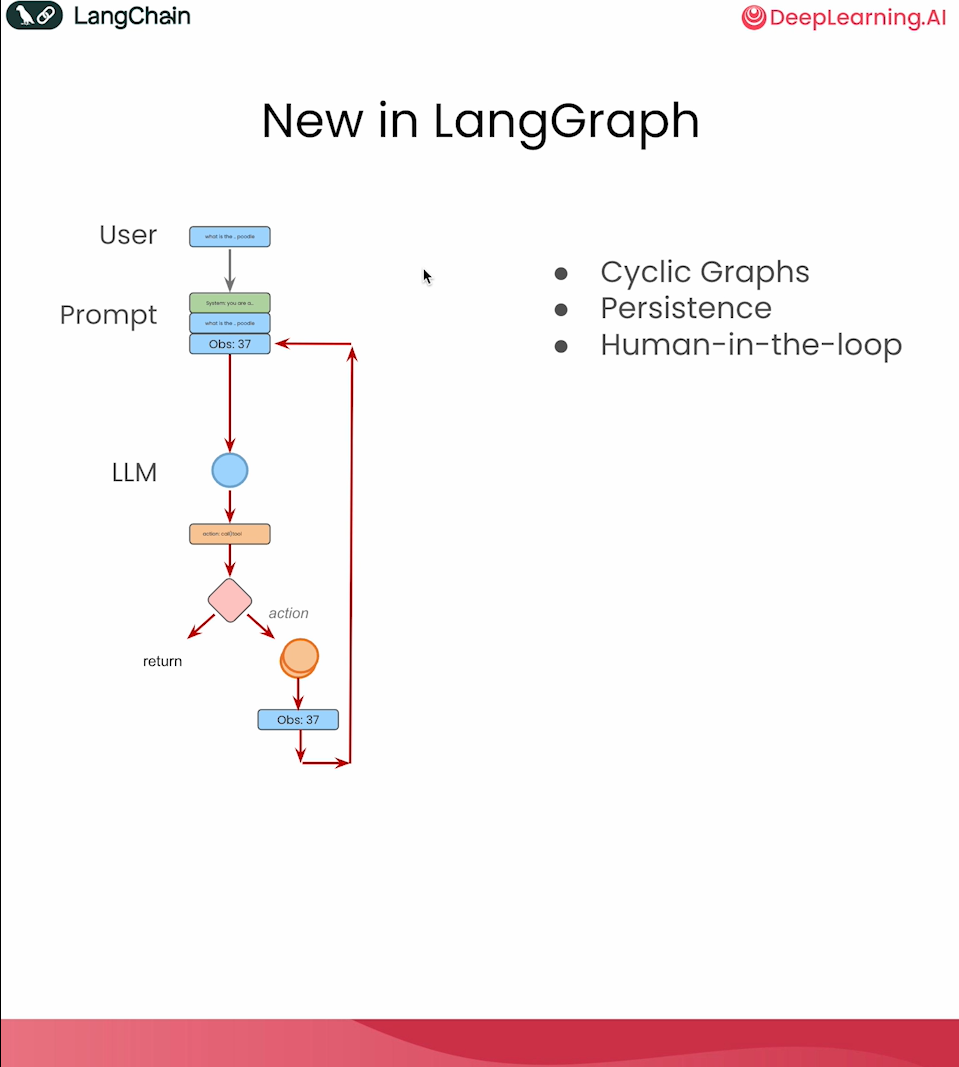 LangChain
DeepLearning.AI
New in LangGraph
User
what is the .. poodle
Prompt
System: you are a...
what is the .. poodle
Obs: 37
LLM
action: call]tool
action
return
Obs: 37
● Cyclic Graphs
● Persistence
● Human-in-the-loop